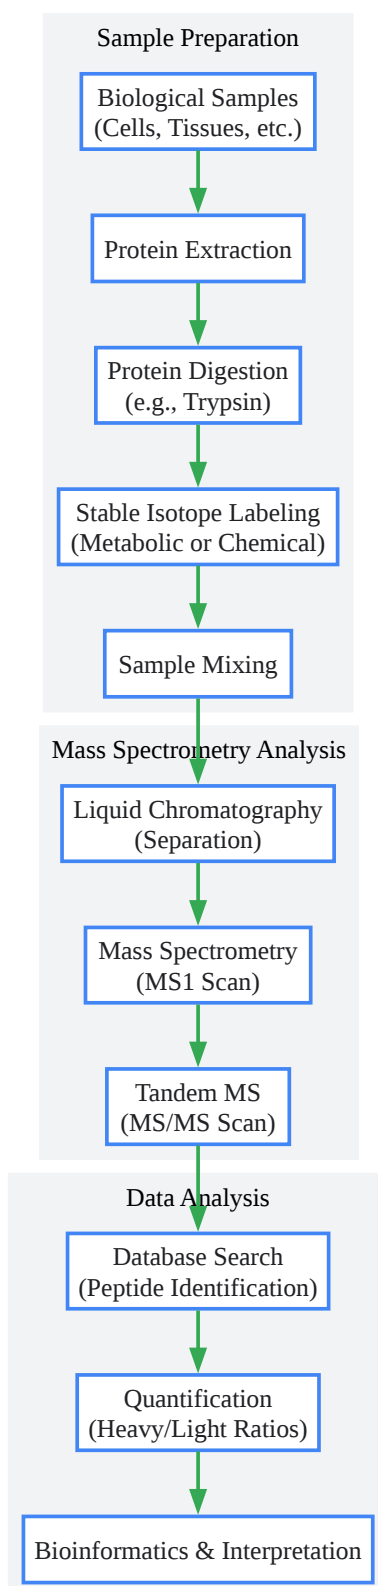 Sample Preparation
Biological Samples
(Cells, Tissues, etc.)
Protein Extraction
Protein Digestion
(e.g., Trypsin)
Stable Isotope Labeling
(Metabolic or Chemical)
Sample Mixing
Mass Spectrometry Analysis
Liquid Chromatography
(Separation)
Mass Spectrometry
(MS1 Scan)
Tandem MS
(MS/MS Scan)
Data Analysis
Database Search
(Peptide Identification)
Quantification
(Heavy/Light Ratios)
Bioinformatics & Interpretation